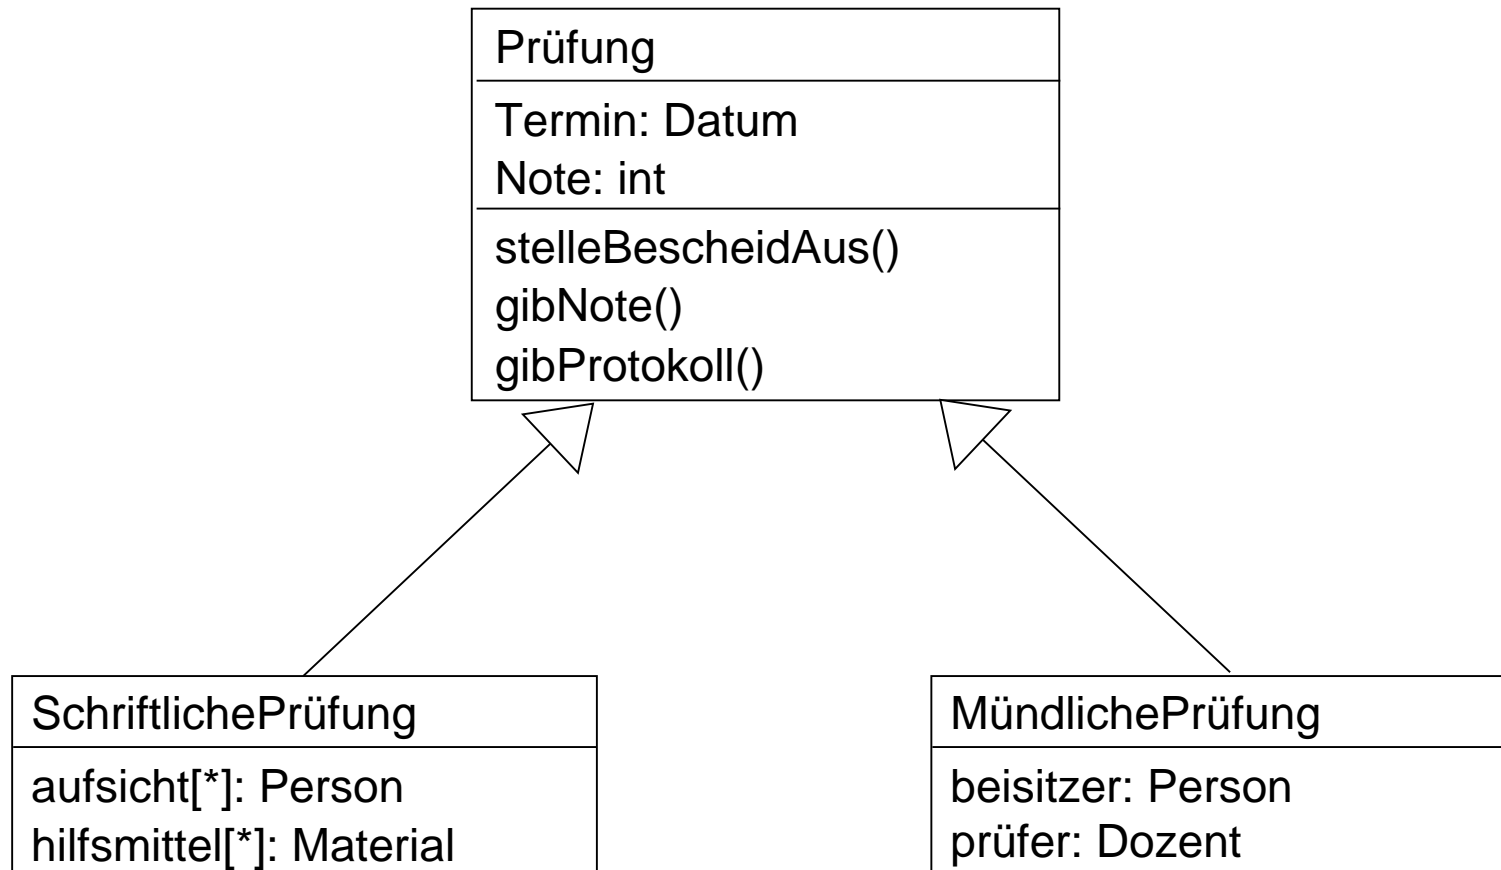 Prüfung
Termin: Datum
Note: int
stelleBescheidAus()
gibNote()
gibProtokoll()
SchriftlichePrüfung
aufsicht[*]: Person
hilfsmittel[*]: Material
MündlichePrüfung
beisitzer: Person
prüfer: Dozent